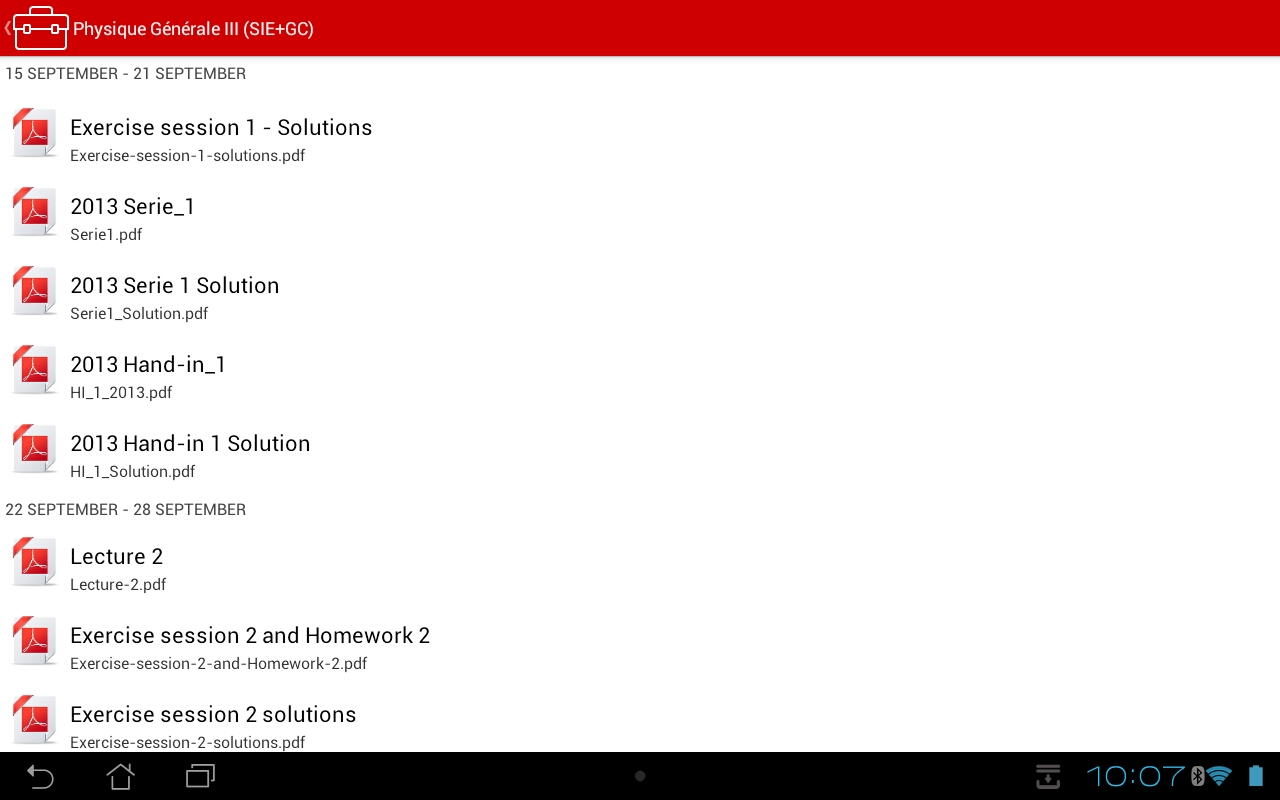 Physique Générale III (SIE+GC)
15 SEPTEMBER - 21 SEPTEMBER
Exercise session 1 - Solutions
Exercise-session-1-solutions.pdf
2013 Serie_1
Serie1.pdf
2013 Serie 1 Solution
Serie1_Solution.pdf
2013 Hand-in_1
HI_1_2013.pdf
2013 Hand-in 1 Solution
HI_1_Solution.pdf
22 SEPTEMBER - 28 SEPTEMBER
Lecture 2
Lecture-2.pdf
Exercise session 2 and Homework 2
Exercise-session-2-and-Homework-2.pdf
Exercise session 2 solutions
Exercise-session-2-solutions.pdf
10:07